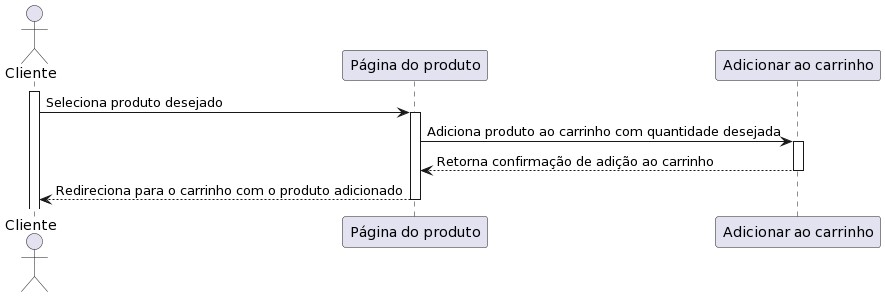 Cliente
Página do produto
Adicionar ao carrinho
Seleciona produto desejado
Adiciona produto ao carrinho com quantidade desejada
Retorna confirmação de adição ao carrinho
Redireciona para o carrinho com o produto adicionado
Cliente
Página do produto
Adicionar ao carrinho